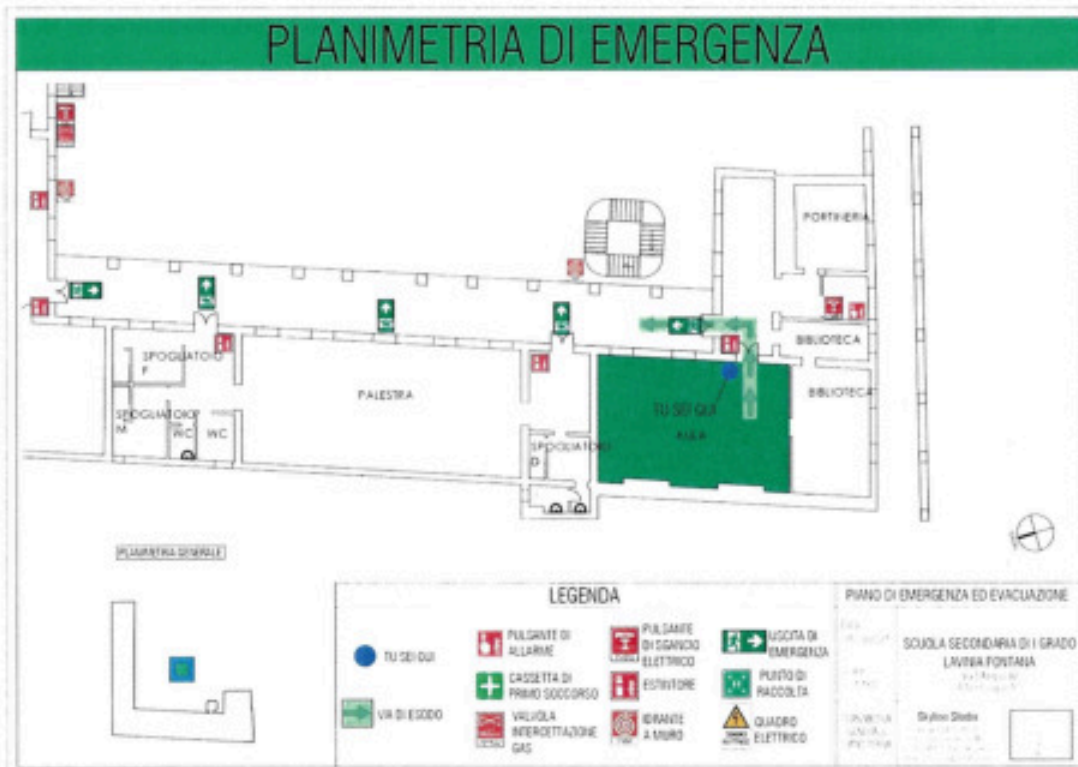 PLANIMETRIA DI EMERGENZA
PORTINERIA
BIBLIOTECA
BIBLIOTECA
SPOGLIATOIO
F
PALESTRA
SPOGLIATOIO
M
WC
WC
SPOGLIATOIO
D
TU SEI QUI
AULA
PLANIMETRIA GENERALE
LEGENDA
TU SEI QUI
VIA DI ESODO
PULSANTE DI
ALLARME
CASSETTA DI
PRIMO SOCCORSO
VALVOLA
INTERCETTAZIONE
GAS
PULSANTE
DI SGANCIO
ELETTRICO
ESTINTORE
IDRANTE
A MURO
USCITA DI
EMERGENZA
PUNTO DI
RACCOLTA
QUADRO
ELETTRICO
PIANO DI EMERGENZA ED EVACUAZIONE
SCUOLA SECONDARIA DI I GRADO
LAVINIA FONTANA
Skyline Studio